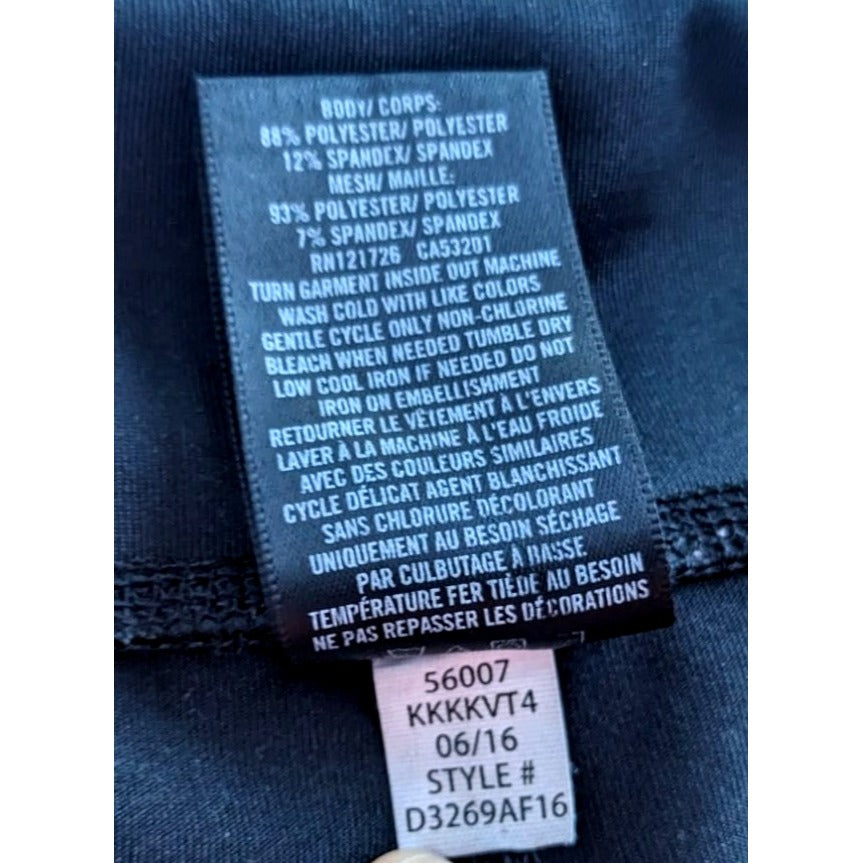 BODY/ CORPS:
88% POLYESTER/ POLYESTER
12% SPANDEX/ SPANDEX
MESH/ MAILLE:
93% POLYESTER/ POLYESTER
7% SPANDEX/ SPANDEX
RN121726 CA53201
TURN GARMENT INSIDE OUT MACHINE
WASH COLD WITH LIKE COLORS
GENTLE CYCLE ONLY NON-CHLORINE
BLEACH WHEN NEEDED TUMBLE DRY
LOW COOL IRON IF NEEDED DO NOT
IRON ON EMBELLISHMENT
RETOURNER LE VÊTEMENT À L'ENVERS
LAVER À LA MACHINE À L'EAU FROIDE
AVEC DES COULEURS SIMILAIRES
CYCLE DÉLICAT AGENT BLANCHISSANT
SANS CHLORURE DÉCOLORANT
UNIQUEMENT AU BESOIN SÉCHAGE
PAR CULBUTAGE À BASSE
TEMPÉRATURE FER TIÈDE AU BESOIN
NE PAS REPASSER LES DÉCORATIONS
56007
KKKKVT4
06/16
STYLE #
D3269AF16